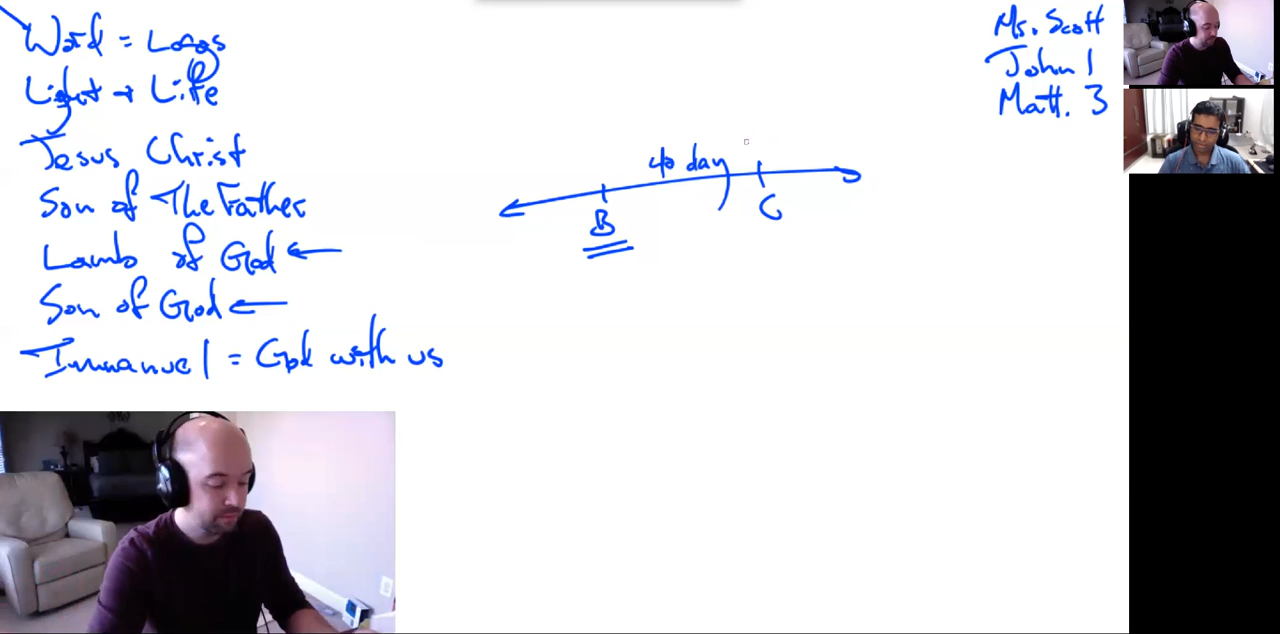 Word = Logos
Light → Life
Jesus Christ
Son of The Father
Lamb of God ←
Son of God ←
Immanuel = God with us
40 day
B
C
Ms. Scott
John 1
Matt. 3